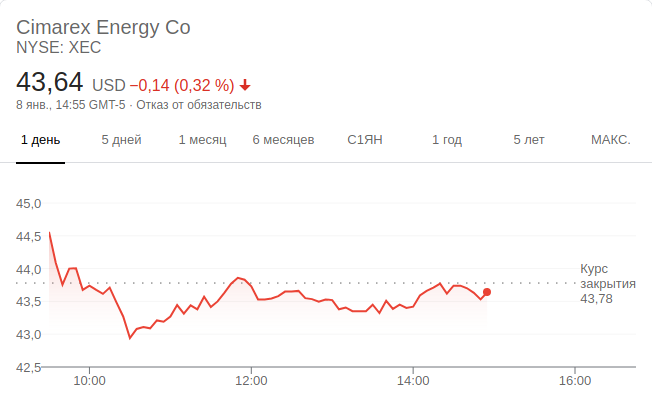 Cimarex Energy Co
NYSE: XEC
43,64 USD −0,14 (0,32 %)
8 янв., 14:55 GMT-5 · Отказ от обязательств
1 день 5 дней 1 месяц 6 месяцев С1ЯН 1 год 5 лет МАКС.
45,0
44,5
44,0
43,5
43,0
42,5
Курс
закрытия
43,78
10:00 12:00 14:00 16:00